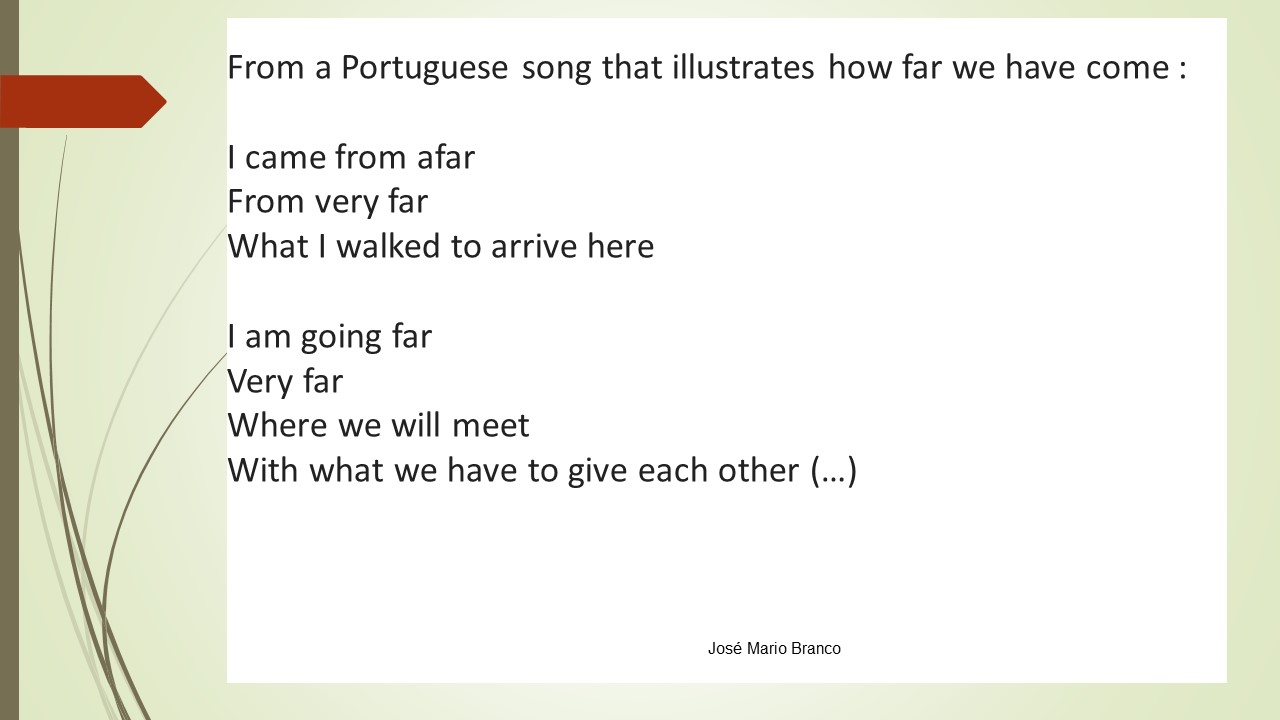 From a Portuguese song that illustrates how far we have come :
I came from afar
From very far
What I walked to arrive here
I am going far
Very far
Where we will meet
With what we have to give each other (…)
José Mario Branco